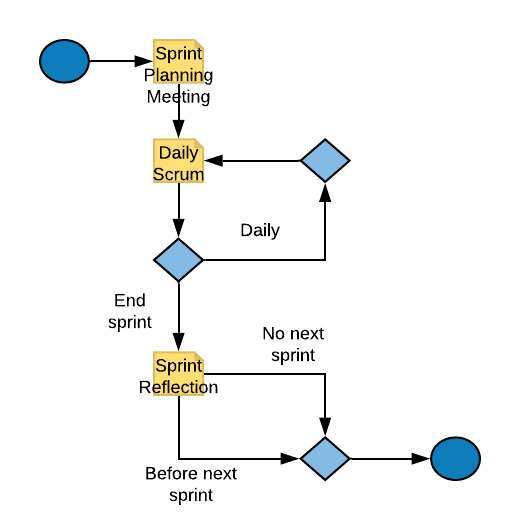 Sprint
Planning
Meeting
Daily
Scrum
Daily
End
sprint
No next
sprint
Sprint
Reflection
Before next
sprint